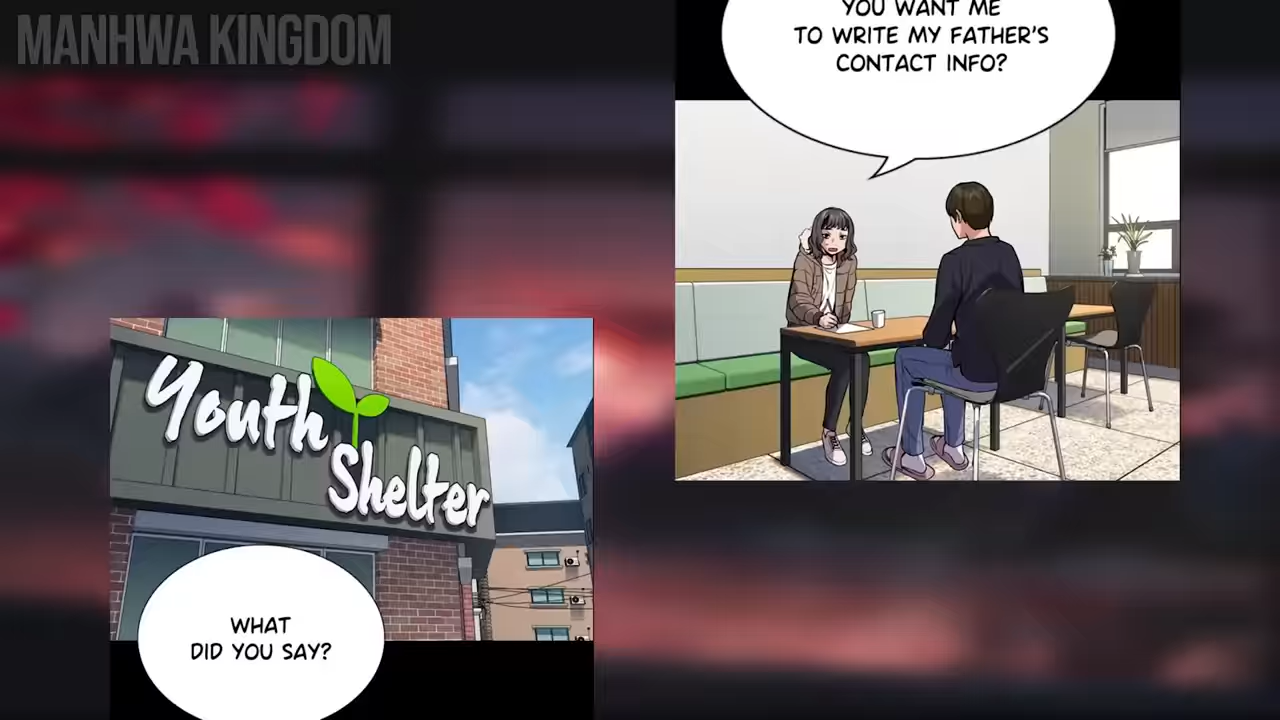 MANHWA KINGDOM
Youth
Shelter
WHAT
DID YOU SAY?
YOU WANT ME
TO WRITE MY FATHER'S
CONTACT INFO?